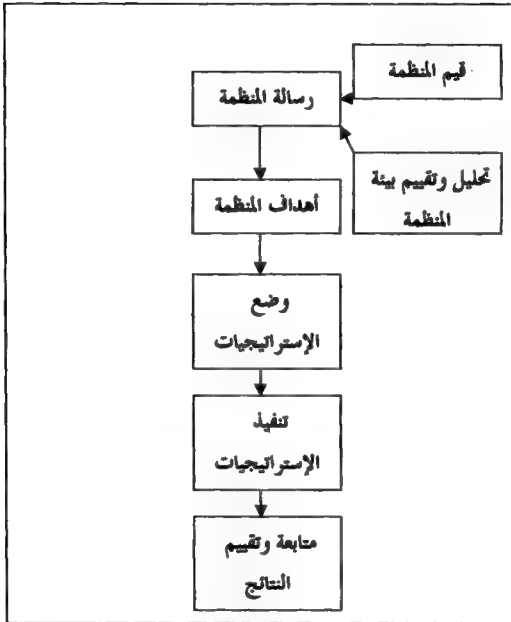 قيم المنظمة
رسالة المنظمة
تحليل وتقييم بيئة
المنظمة
أهداف المنظمة
وضع
الإستراتيجيات
تنفيذ
الإستراتيجيات
متابعة وتقييم
النتائج